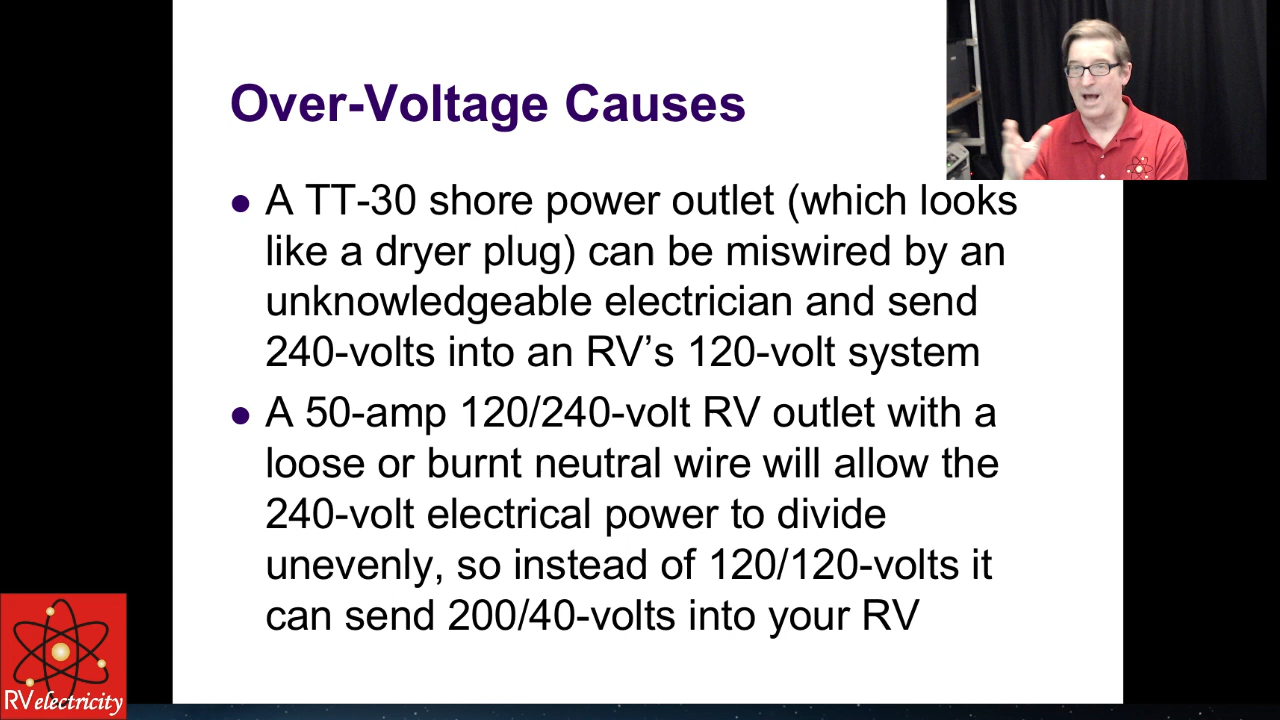 Over-Voltage Causes
● A TT-30 shore power outlet (which looks
like a dryer plug) can be miswired by an
unknowledgeable electrician and send
240-volts into an RV’s 120-volt system
● A 50-amp 120/240-volt RV outlet with a
loose or burnt neutral wire will allow the
240-volt electrical power to divide
unevenly, so instead of 120/120-volts it
can send 200/40-volts into your RV
RVelectricity